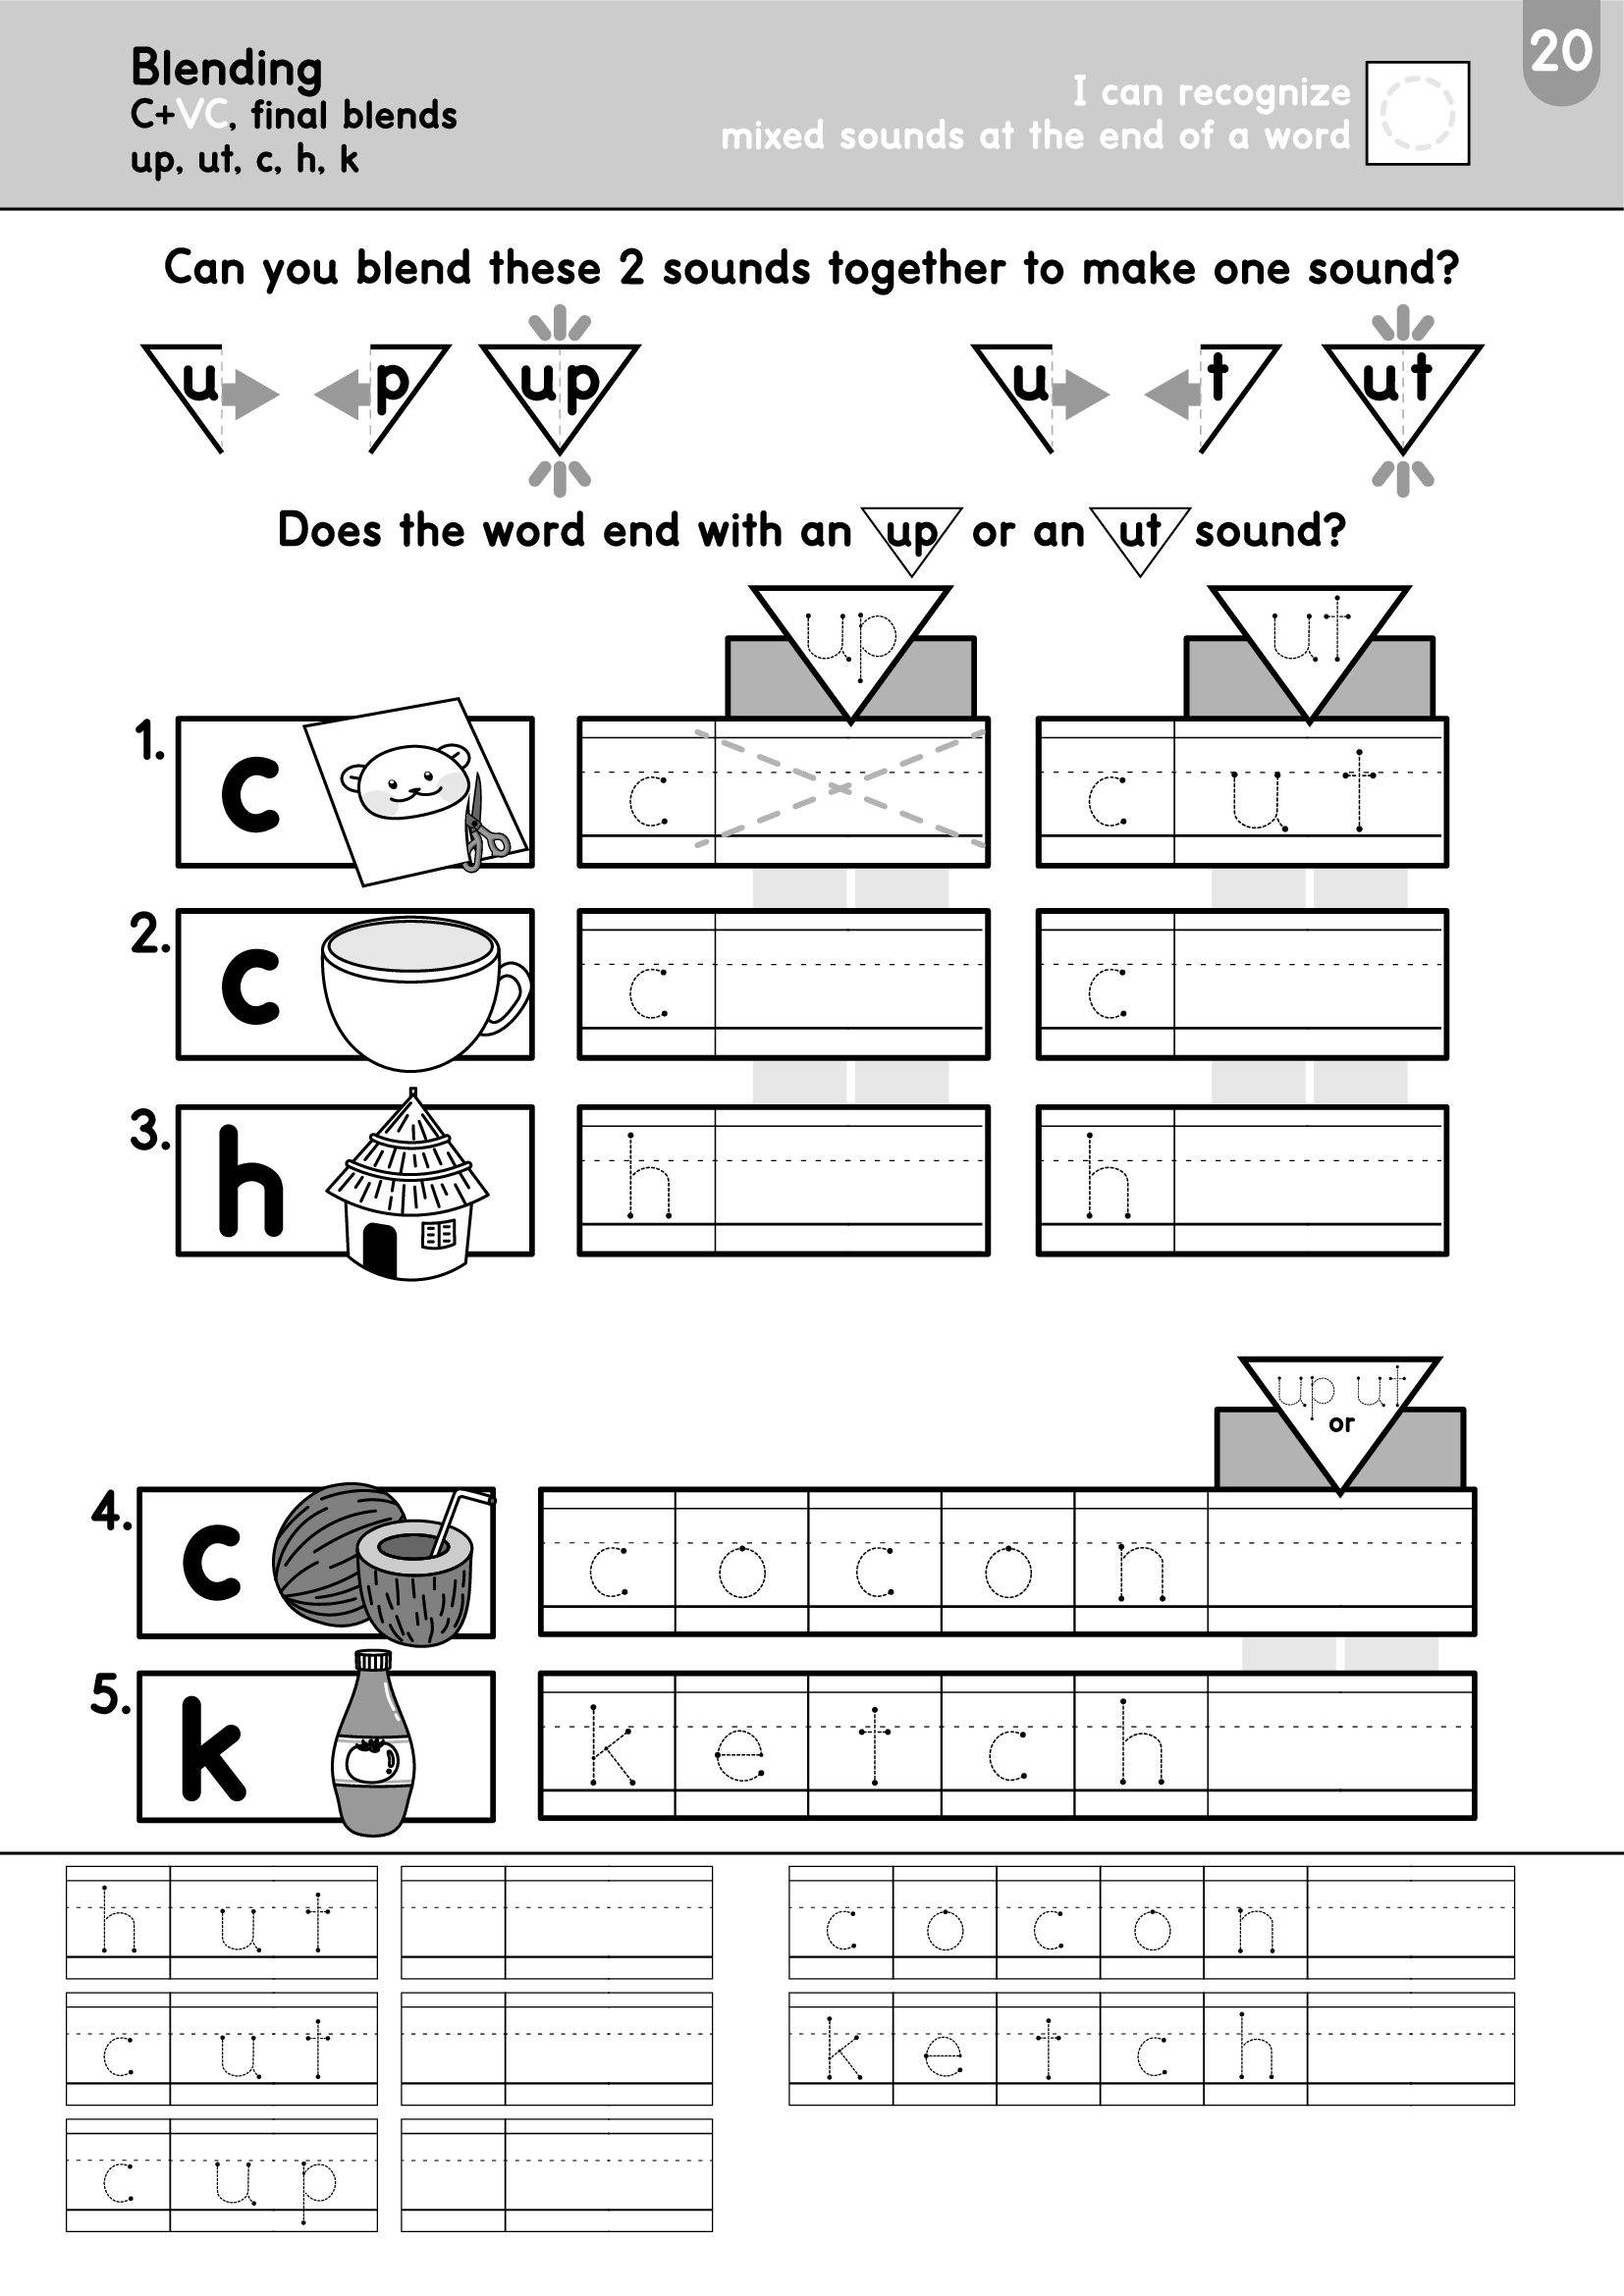 20
Blending
C+VC, final blends
up, ut, c, h, k
I can recognize
mixed sounds at the end of a word
Can you blend these 2 sounds together to make one sound?
u p up u t ut
Does the word end with an up or an ut sound?
up ut
1. c c c u t
2. c c c
3. h h h
up ut
or
4. c c o c o n
5. k k e t c h
h u t c o c o n
c u t k e t c h
c u p